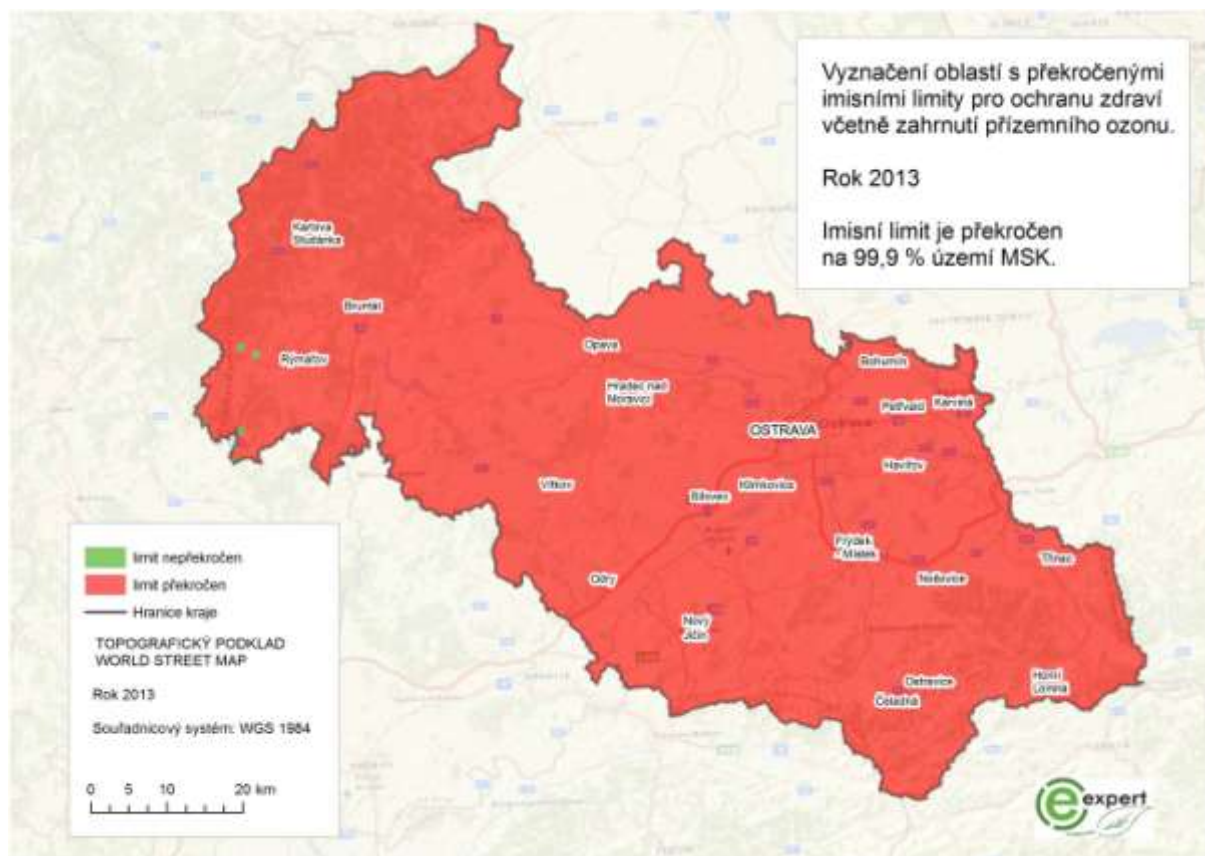 Vyznačení oblastí s překročenými
imisními limity pro ochranu zdraví
včetně zahrnutí přízemního ozonu.
Rok 2013
Imisní limit je překročen
na 99,9 % území MSK.
Karlova
Studánka
Bruntál
Rýmařov
Opava
Hradec nad
Moravicí
Bohumín
Petřvald
Karviná
OSTRAVA
Havířov
Vítkov
Bílovec
Klimkovice
Frýdek
- Místek
Třinec
Nošovice
Odry
Nový
Jičín
Ostravice
Čeladná
Horní
Lomná
limit nepřekročen
limit překročen
Hranice kraje
TOPOGRAFICKÝ PODKLAD
WORLD STREET MAP
Rok 2013
Souřadnicový systém: WGS 1984
0 5 10 20 km
expert